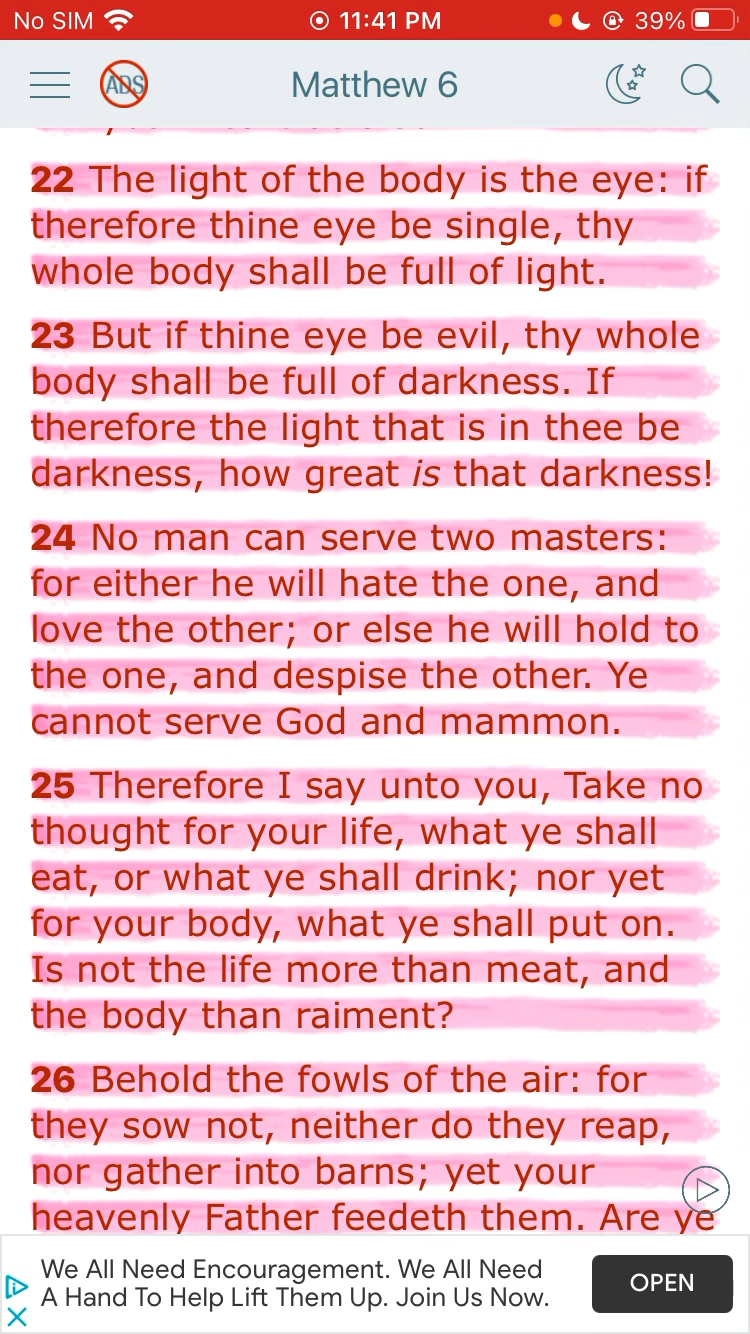 No SIM 11:41 PM 39%
ADS Matthew 6
22 The light of the body is the eye: if
therefore thine eye be single, thy
whole body shall be full of light.
23 But if thine eye be evil, thy whole
body shall be full of darkness. If
therefore the light that is in thee be
darkness, how great is that darkness!
24 No man can serve two masters:
for either he will hate the one, and
love the other; or else he will hold to
the one, and despise the other. Ye
cannot serve God and mammon.
25 Therefore I say unto you, Take no
thought for your life, what ye shall
eat, or what ye shall drink; nor yet
for your body, what ye shall put on.
Is not the life more than meat, and
the body than raiment?
26 Behold the fowls of the air: for
they sow not, neither do they reap,
nor gather into barns; yet your
heavenly Father feedeth them. Are ye
We All Need Encouragement. We All Need
A Hand To Help Lift Them Up. Join Us Now.
OPEN